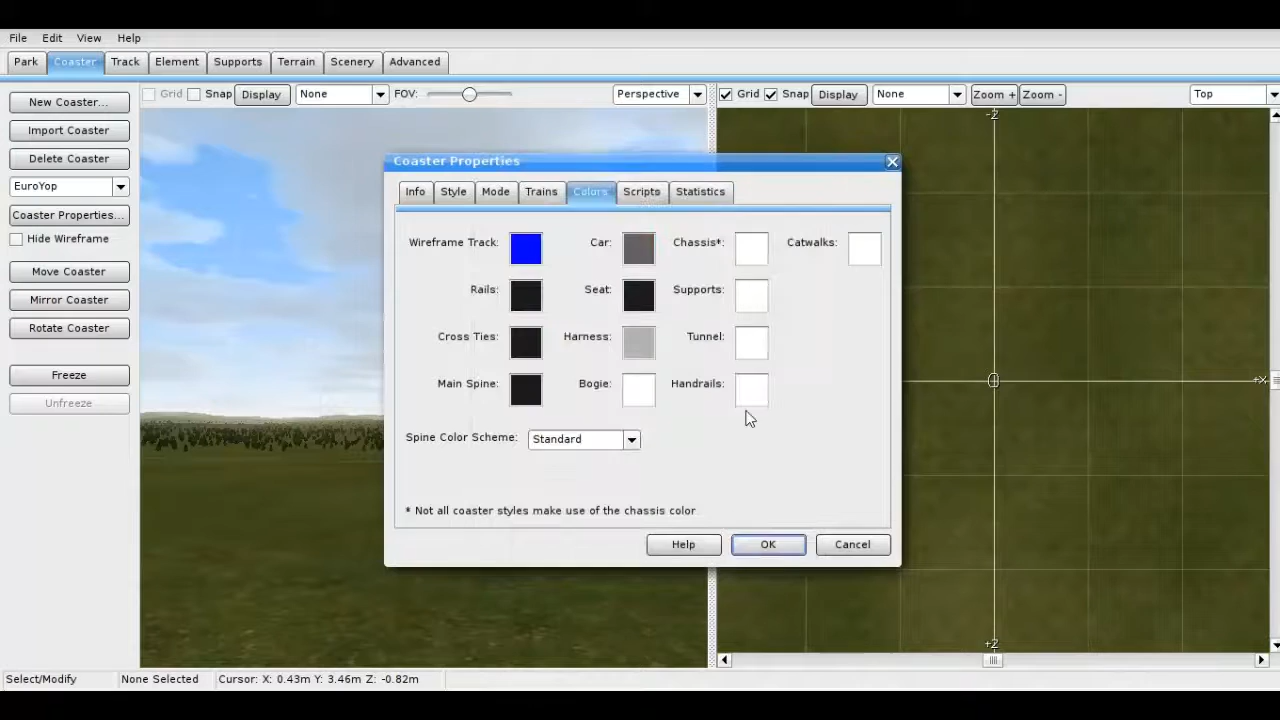 File Edit View Help
Park Coaster Track Element Supports Terrain Scenery Advanced
Grid Snap Display None FOV: Perspective Grid Snap Display None Zoom + Zoom - Top
New Coaster...
Import Coaster
Delete Coaster
EuroYop
Coaster Properties...
Hide Wireframe
Move Coaster
Mirror Coaster
Rotate Coaster
Freeze
Unfreeze
-Z
+X
+Z
Coaster Properties
Info Style Mode Trains Colors Scripts Statistics
Wireframe Track: Car: Chassis*: Catwalks:
Rails: Seat: Supports:
Cross Ties: Harness: Tunnel:
Main Spine: Bogie: Handrails:
Spine Color Scheme: Standard
* Not all coaster styles make use of the chassis color
Help OK Cancel
Select/Modify None Selected Cursor: X: 0.43m Y: 3.46m Z: -0.82m